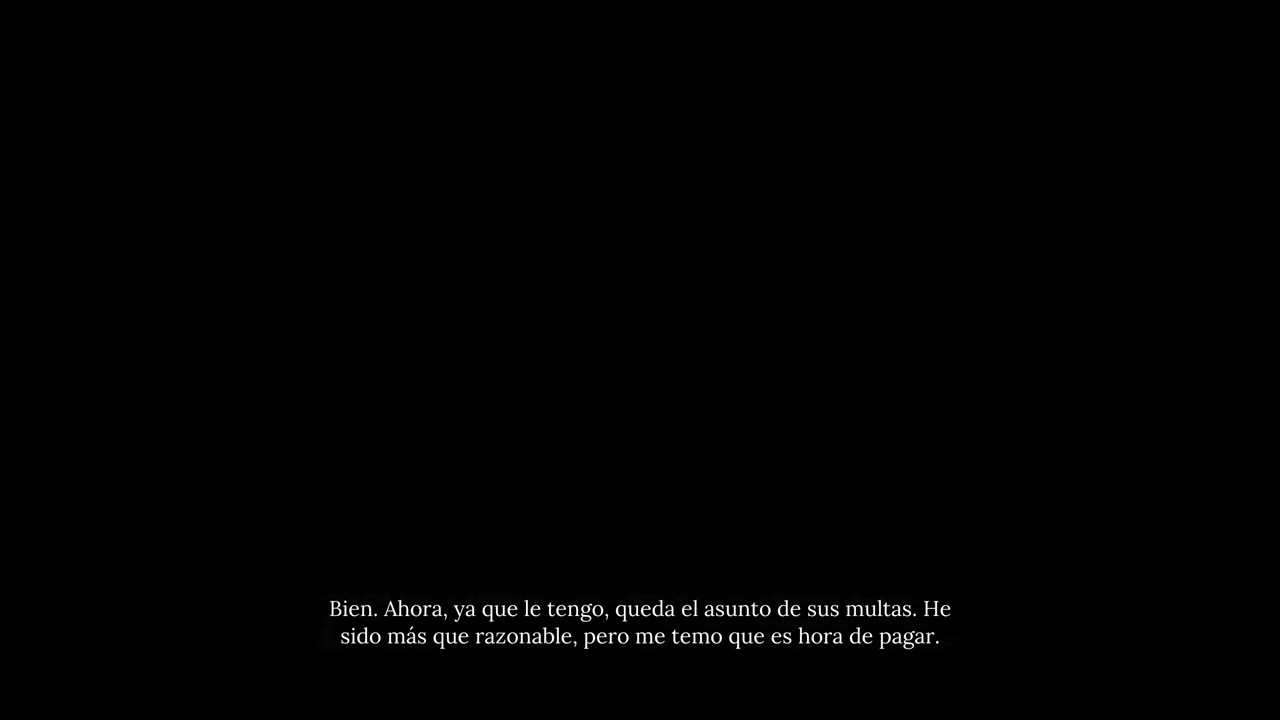 Bien. Ahora, ya que le tengo, queda el asunto de sus multas. He
sido más que razonable, pero me temo que es hora de pagar.